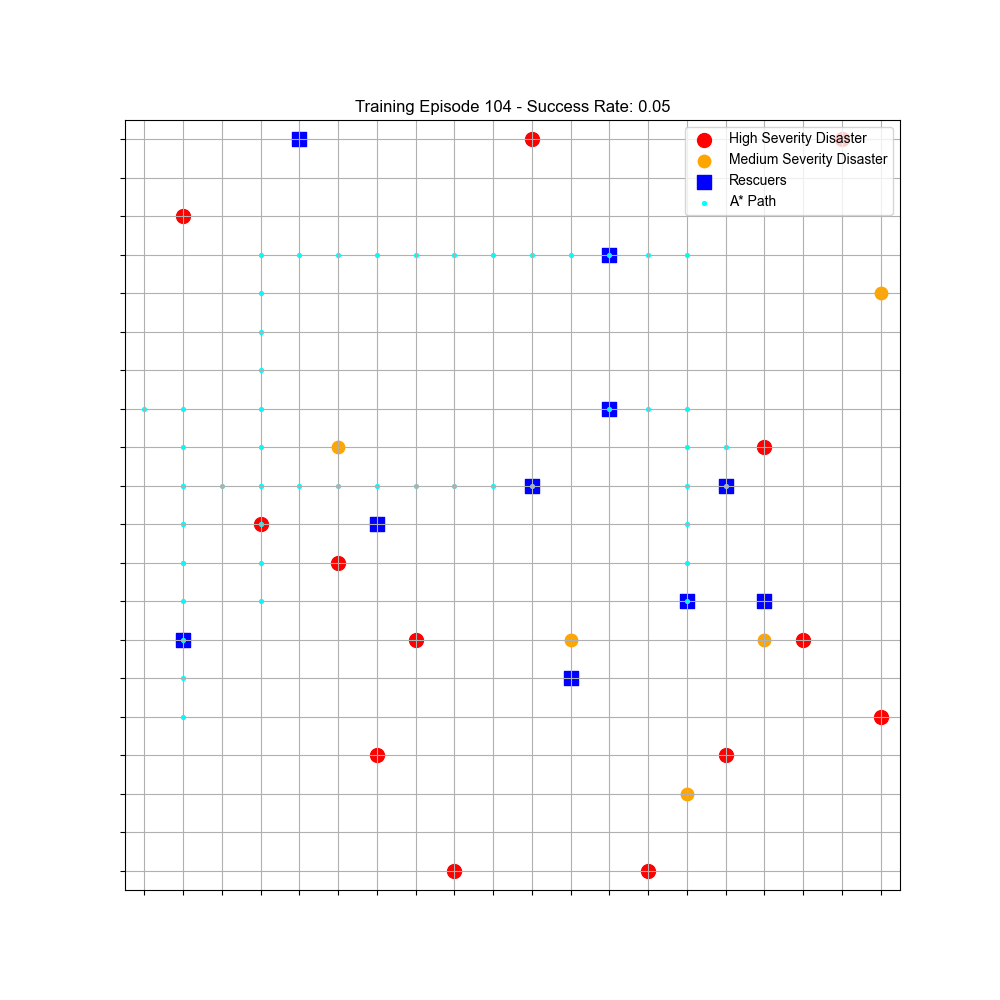 Training Episode 104 - Success Rate: 0.05
High Severity Disaster
Medium Severity Disaster
Rescuers
A* Path